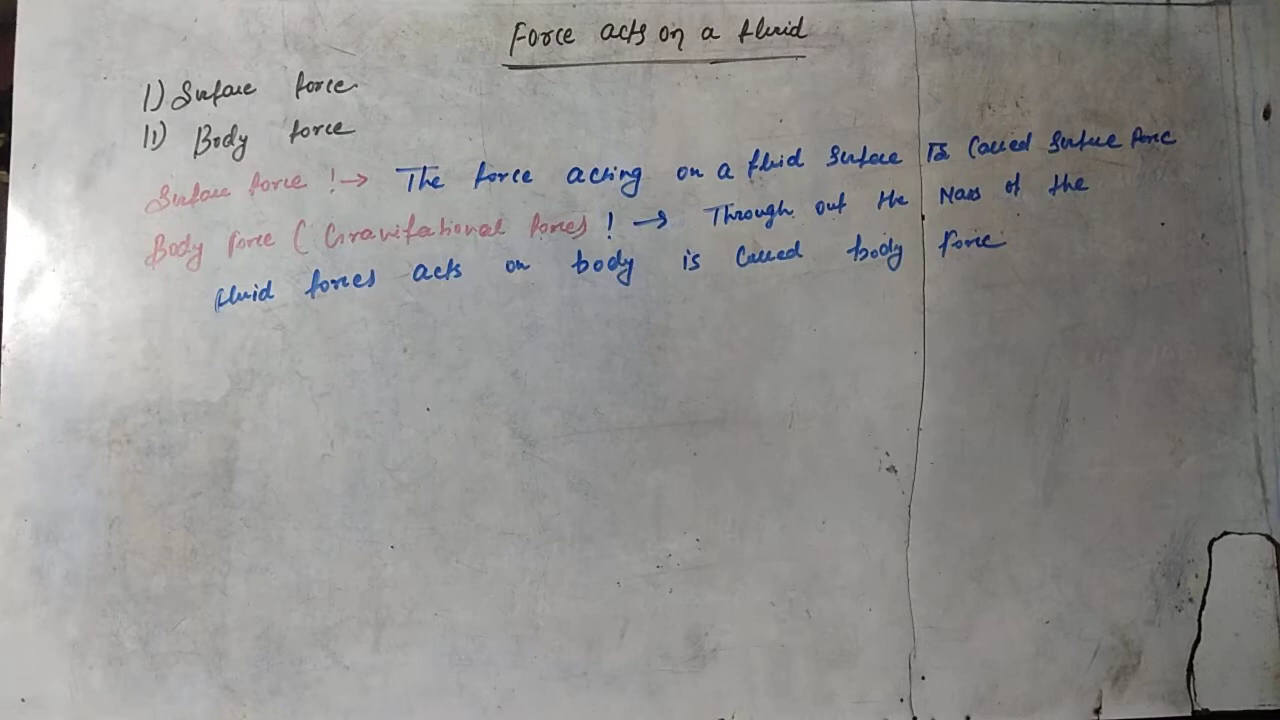 Force acts on a fluid
I) Surface force
II) Body force
Surface force :→ The force acting on a fluid surface is called surface force
Body force (Gravitational forces) :→ Through out the Mass of the
fluid forces acts on body is called body force